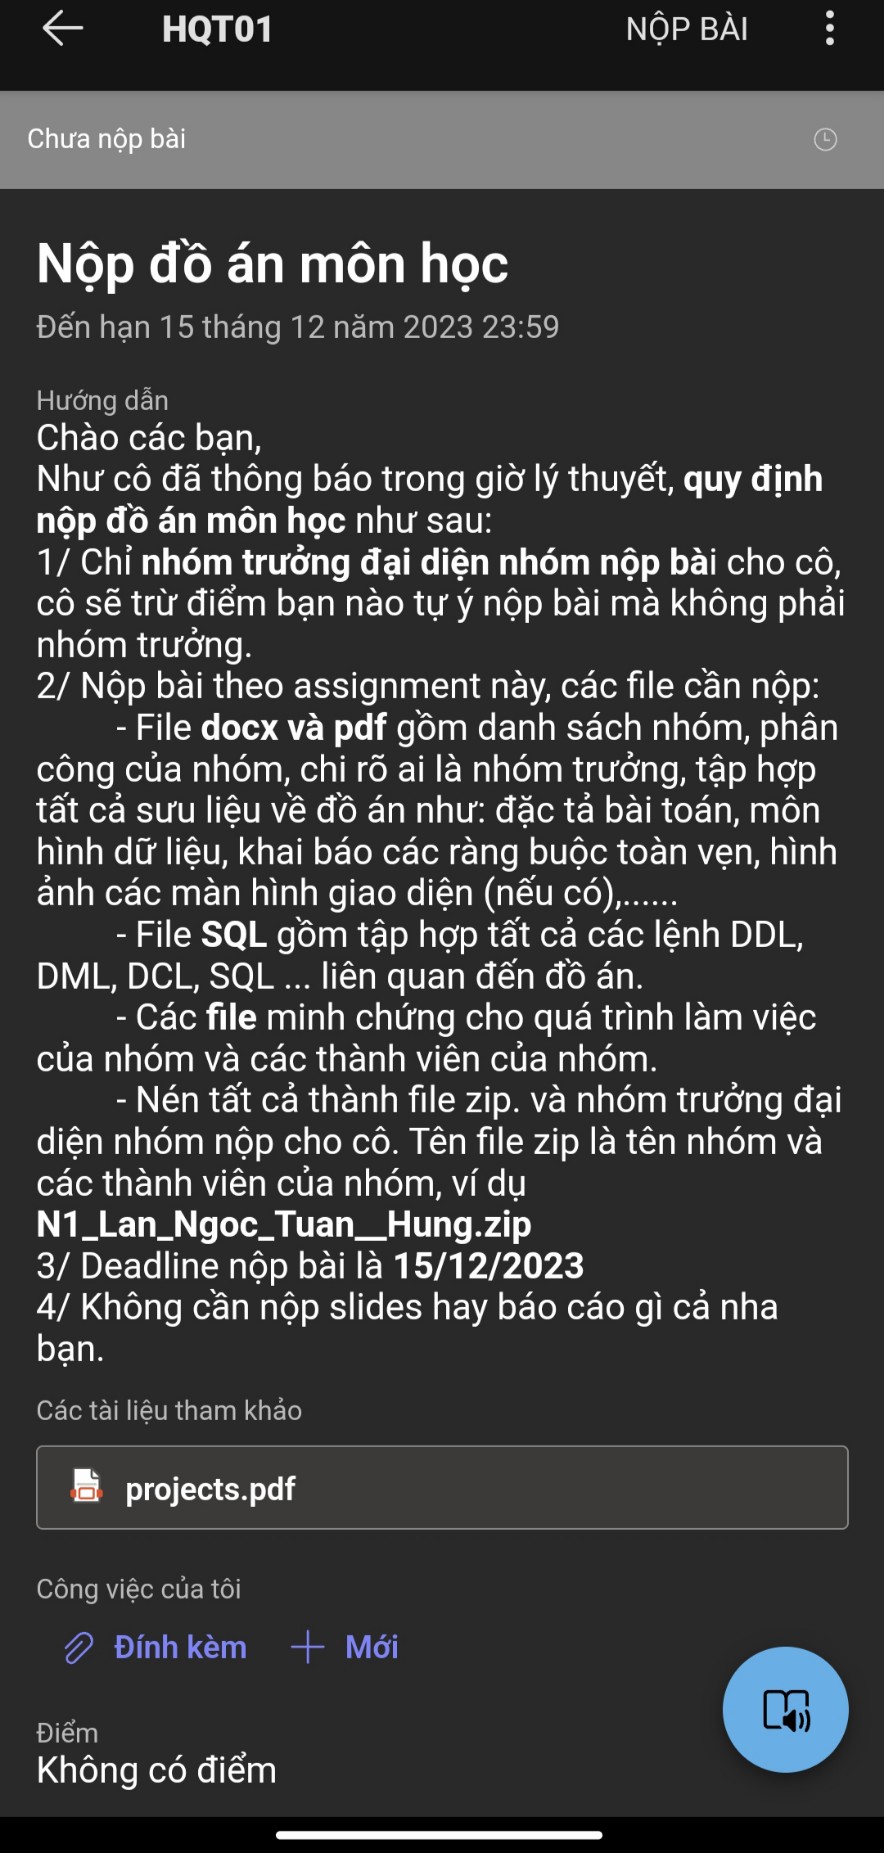 HQT01
NỘP BÀI
Chưa nộp bài
Nộp đồ án môn học
Đến hạn 15 tháng 12 năm 2023 23:59
Hướng dẫn
Chào các bạn,
Như cô đã thông báo trong giờ lý thuyết, quy định
nộp đồ án môn học như sau:
1/ Chỉ nhóm trưởng đại diện nhóm nộp bài cho cô,
cô sẽ trừ điểm bạn nào tự ý nộp bài mà không phải
nhóm trưởng.
2/ Nộp bài theo assignment này, các file cần nộp:
- File docx và pdf gồm danh sách nhóm, phân
công của nhóm, chi rõ ai là nhóm trưởng, tập hợp
tất cả sưu liệu về đồ án như: đặc tả bài toán, môn
hình dữ liệu, khai báo các ràng buộc toàn vẹn, hình
ảnh các màn hình giao diện (nếu có),......
- File SQL gồm tập hợp tất cả các lệnh DDL,
DML, DCL, SQL ... liên quan đến đồ án.
- Các file minh chứng cho quá trình làm việc
của nhóm và các thành viên của nhóm.
- Nén tất cả thành file zip. và nhóm trưởng đại
diện nhóm nộp cho cô. Tên file zip là tên nhóm và
các thành viên của nhóm, ví dụ
N1_Lan_Ngoc_Tuan__Hung.zip
3/ Deadline nộp bài là 15/12/2023
4/ Không cần nộp slides hay báo cáo gì cả nha
bạn.
Các tài liệu tham khảo
projects.pdf
Công việc của tôi
Đính kèm
Mới
Điểm
Không có điểm